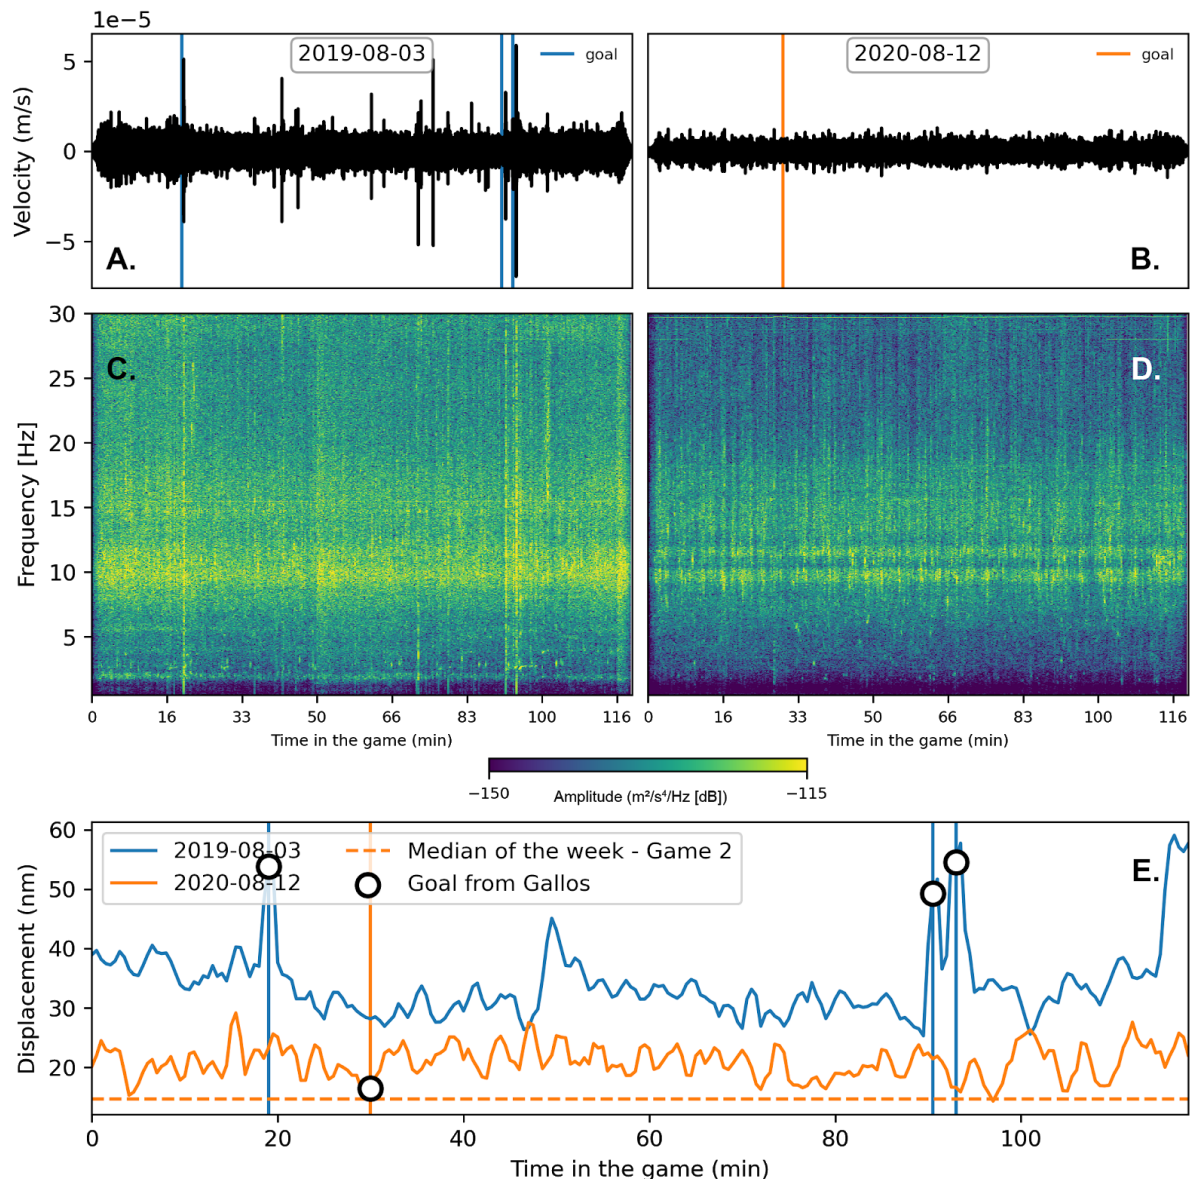 1e−5
2019-08-03
goal
2020-08-12
goal
Velocity (m/s)
5
0
−5
A.
B.
Frequency [Hz]
30
25
20
15
10
5
C.
D.
0 16 33 50 66 83 100 116
0 16 33 50 66 83 100 116
Time in the game (min)
Time in the game (min)
−150
Amplitude (m²/s⁴/Hz [dB])
−115
Displacement (nm)
60
50
40
30
20
2019-08-03
2020-08-12
Median of the week - Game 2
Goal from Gallos
E.
0 20 40 60 80 100
Time in the game (min)